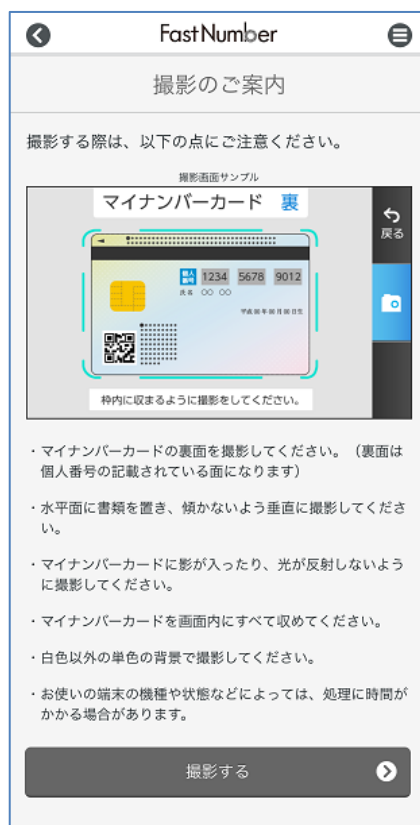 FastNumber
撮影のご案内
撮影する際は、以下の点にご注意ください。
撮影画面サンプル
マイナンバーカード 裏
戻る
個人
番号 1234 5678 9012
氏名 〇〇 〇〇
平成 00 年 00 月 00 日生
枠内に収まるように撮影をしてください。
・マイナンバーカードの裏面を撮影してください。（裏面は
個人番号の記載されている面になります）
・水平面に書類を置き、傾かないよう垂直に撮影してくださ
い。
・マイナンバーカードに影が入ったり、光が反射しないよう
に撮影してください。
・マイナンバーカードを画面内にすべて収めてください。
・白色以外の単色の背景で撮影してください。
・お使いの端末の機種や状態などによっては、処理に時間が
かかる場合があります。
撮影する